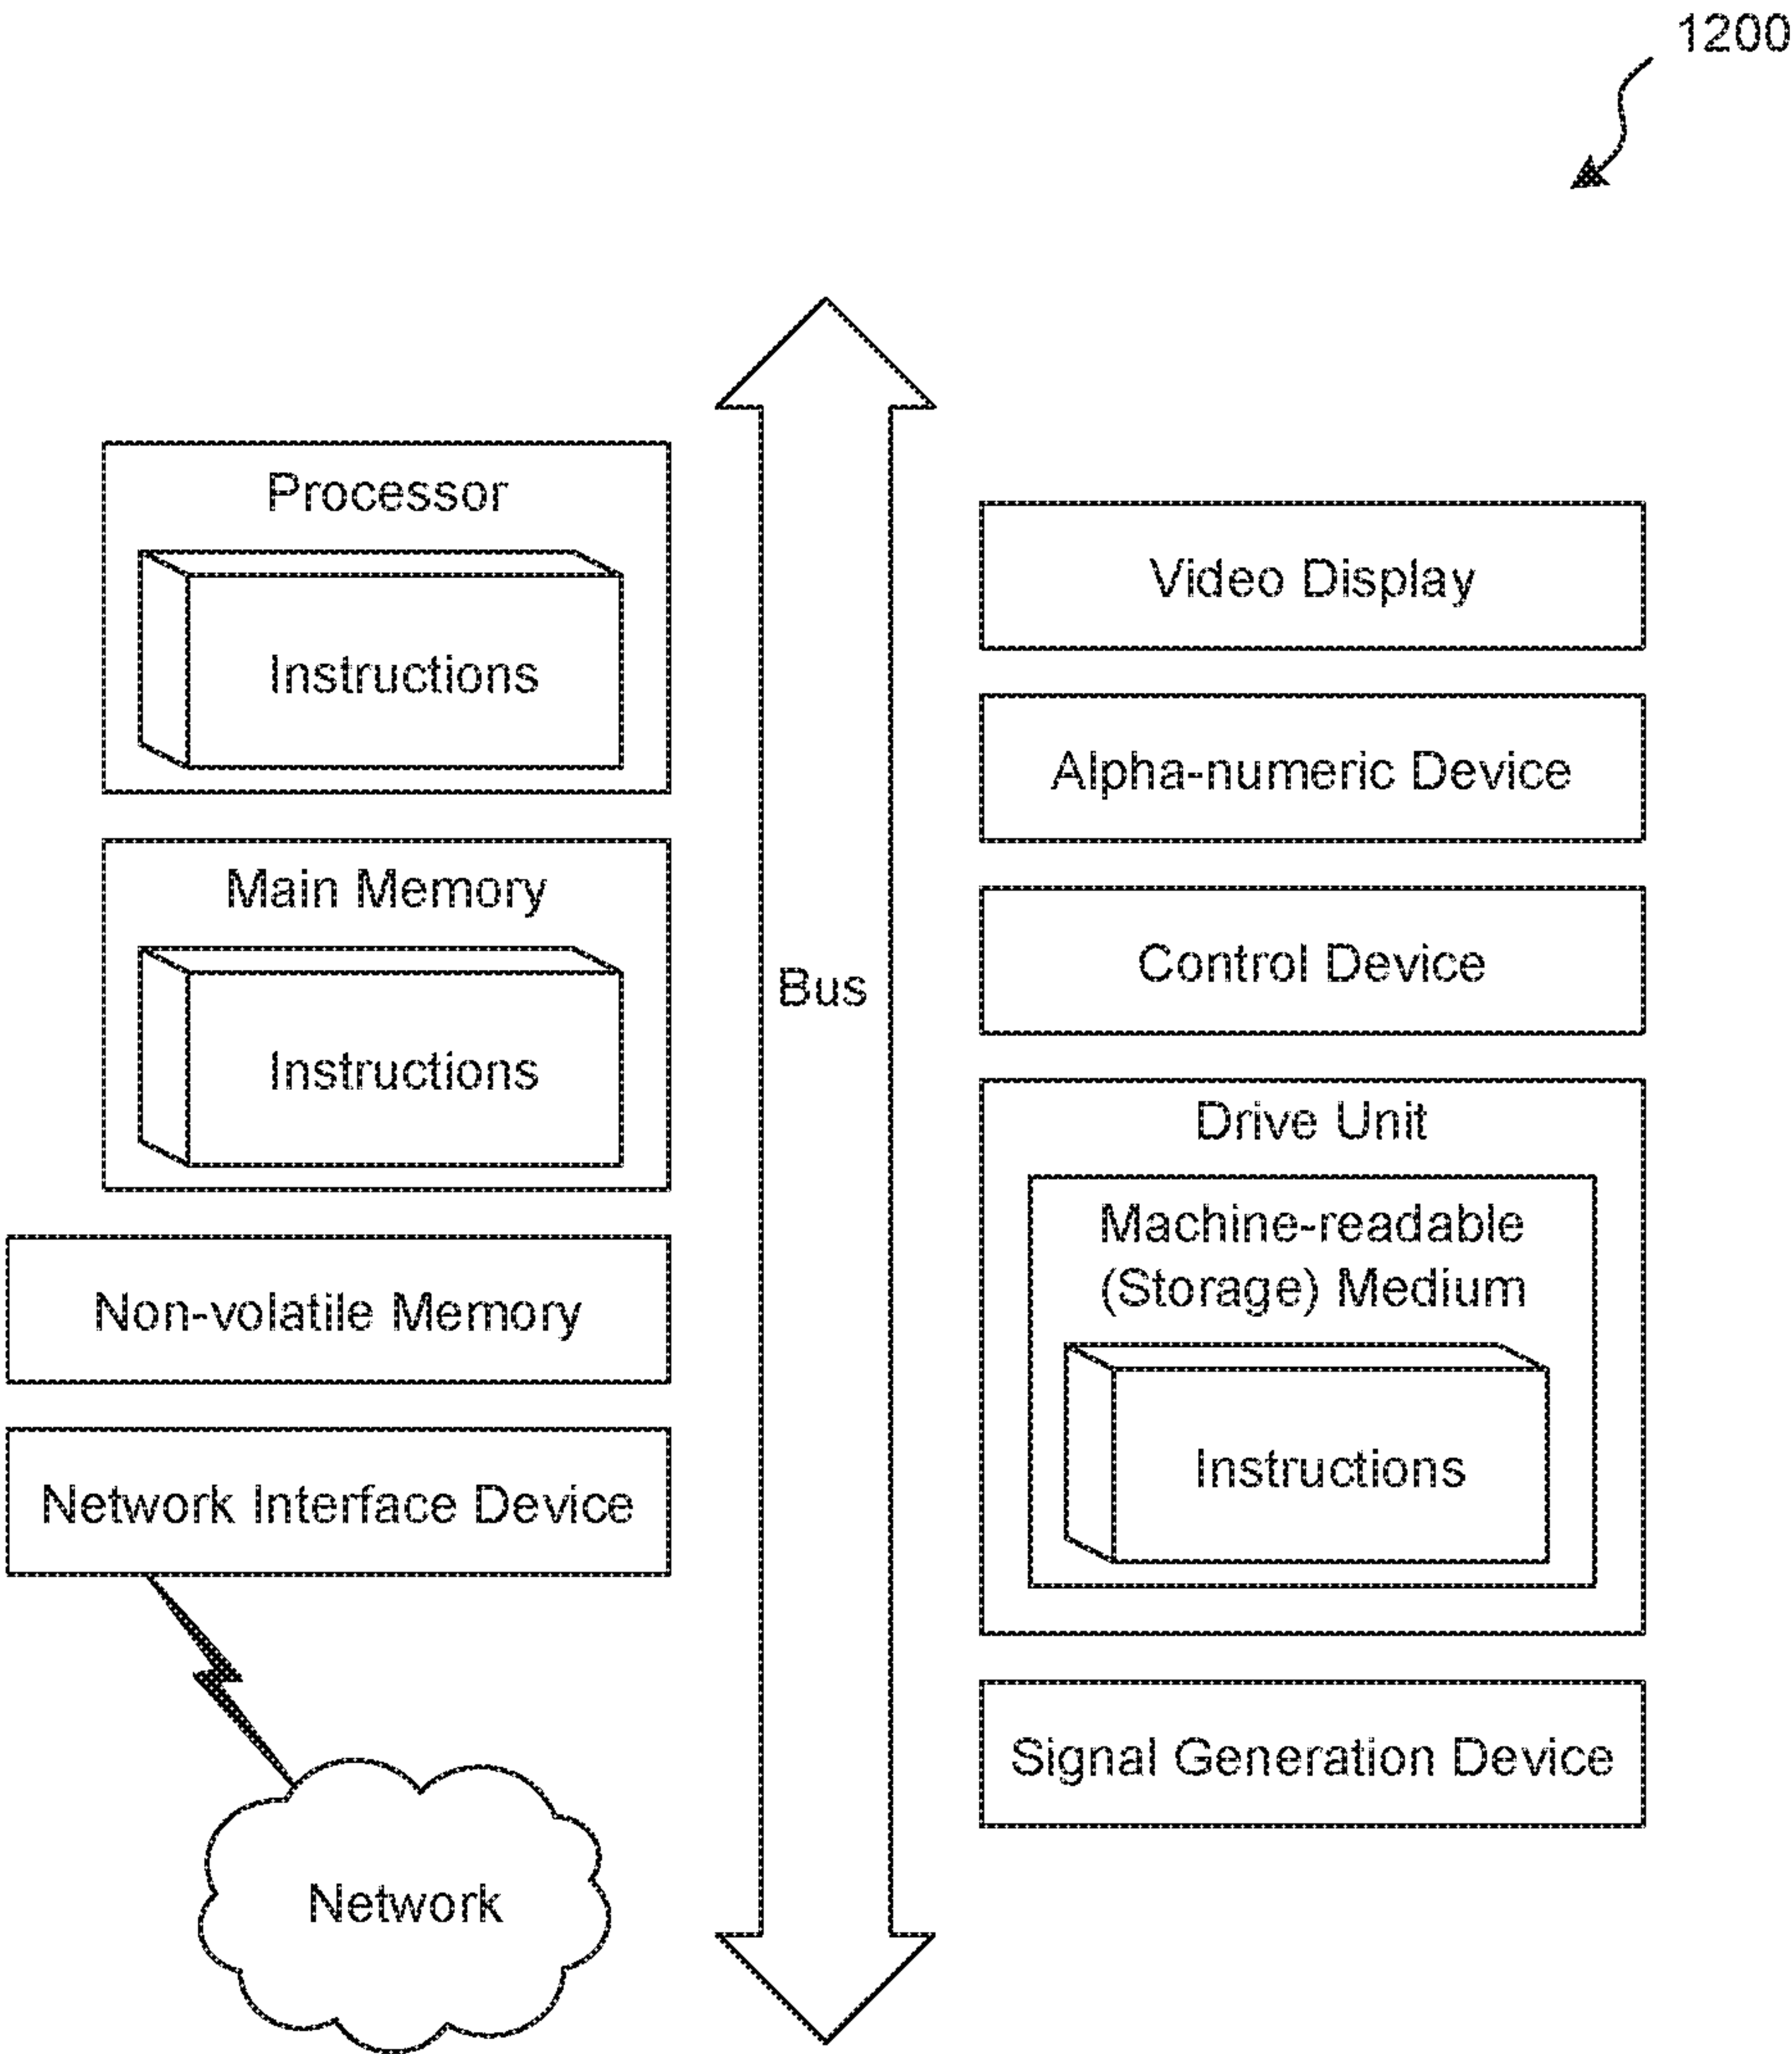 1200
Processor
Instructions
Main Memory
Instructions
Non-volatile Memory
Network Interface Device
Network
Bus
Video Display
Alpha-numeric Device
Control Device
Drive Unit
Machine-readable
(Storage) Medium
Instructions
Signal Generation Device